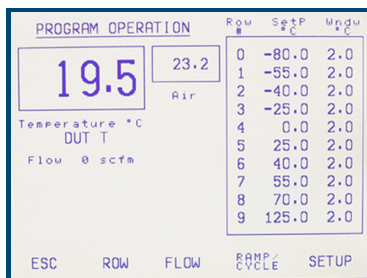 PROGRAM OPERATION
19.5
23.2
Air
Temperature °C
DUT T
Flow 0 scfm
Row SetP Wndw
# °C °C
0 -80.0 2.0
1 -55.0 2.0
2 -40.0 2.0
3 -25.0 2.0
4 0.0 2.0
5 25.0 2.0
6 40.0 2.0
7 55.0 2.0
8 70.0 2.0
9 125.0 2.0
ESC ROW FLOW RAMP/ CYCLE SETUP